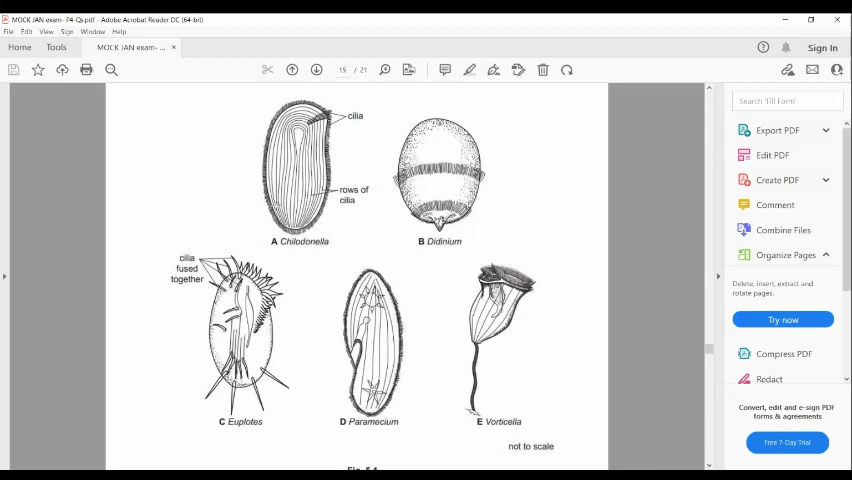 MOCK JAN exam- P4-Qs.pdf - Adobe Acrobat Reader DC (64-bit)
File Edit View Sign Window Help
Home Tools MOCK JAN exam- P4-... × Sign In
15 / 21
Search 'Fill Form'
Export PDF
Edit PDF
Create PDF
Comment
Combine Files
Organize Pages
Delete, insert, extract and
rotate pages.
Try now
Compress PDF
Redact
Convert, edit and e-sign PDF
forms & agreements
Free 7-Day Trial
cilia
rows of
cilia
A Chilodonella
B Didinium
cilia
fused
together
C Euplotes
D Paramecium
E Vorticella
not to scale
Fig. 5.1